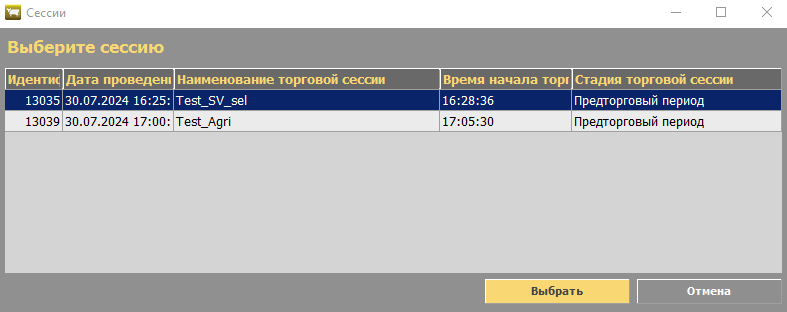 Сессии
Выберите сессию
Идентиф Дата проведени Наименование торговой сессии Время начала торг Стадия торговой сессии
13035 30.07.2024 16:25: Test_SV_sel 16:28:36 Предторговый период
13039 30.07.2024 17:00: Test_Agri 17:05:30 Предторговый период
Выбрать Отмена